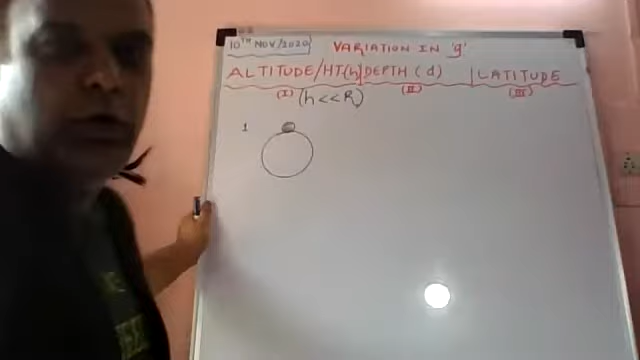 10TH NOV/2020
VARIATION IN 'g'
ALTITUDE/HT(h) DEPTH (d) LATITUDE
(I) (II) (III)
(h<<R)
1